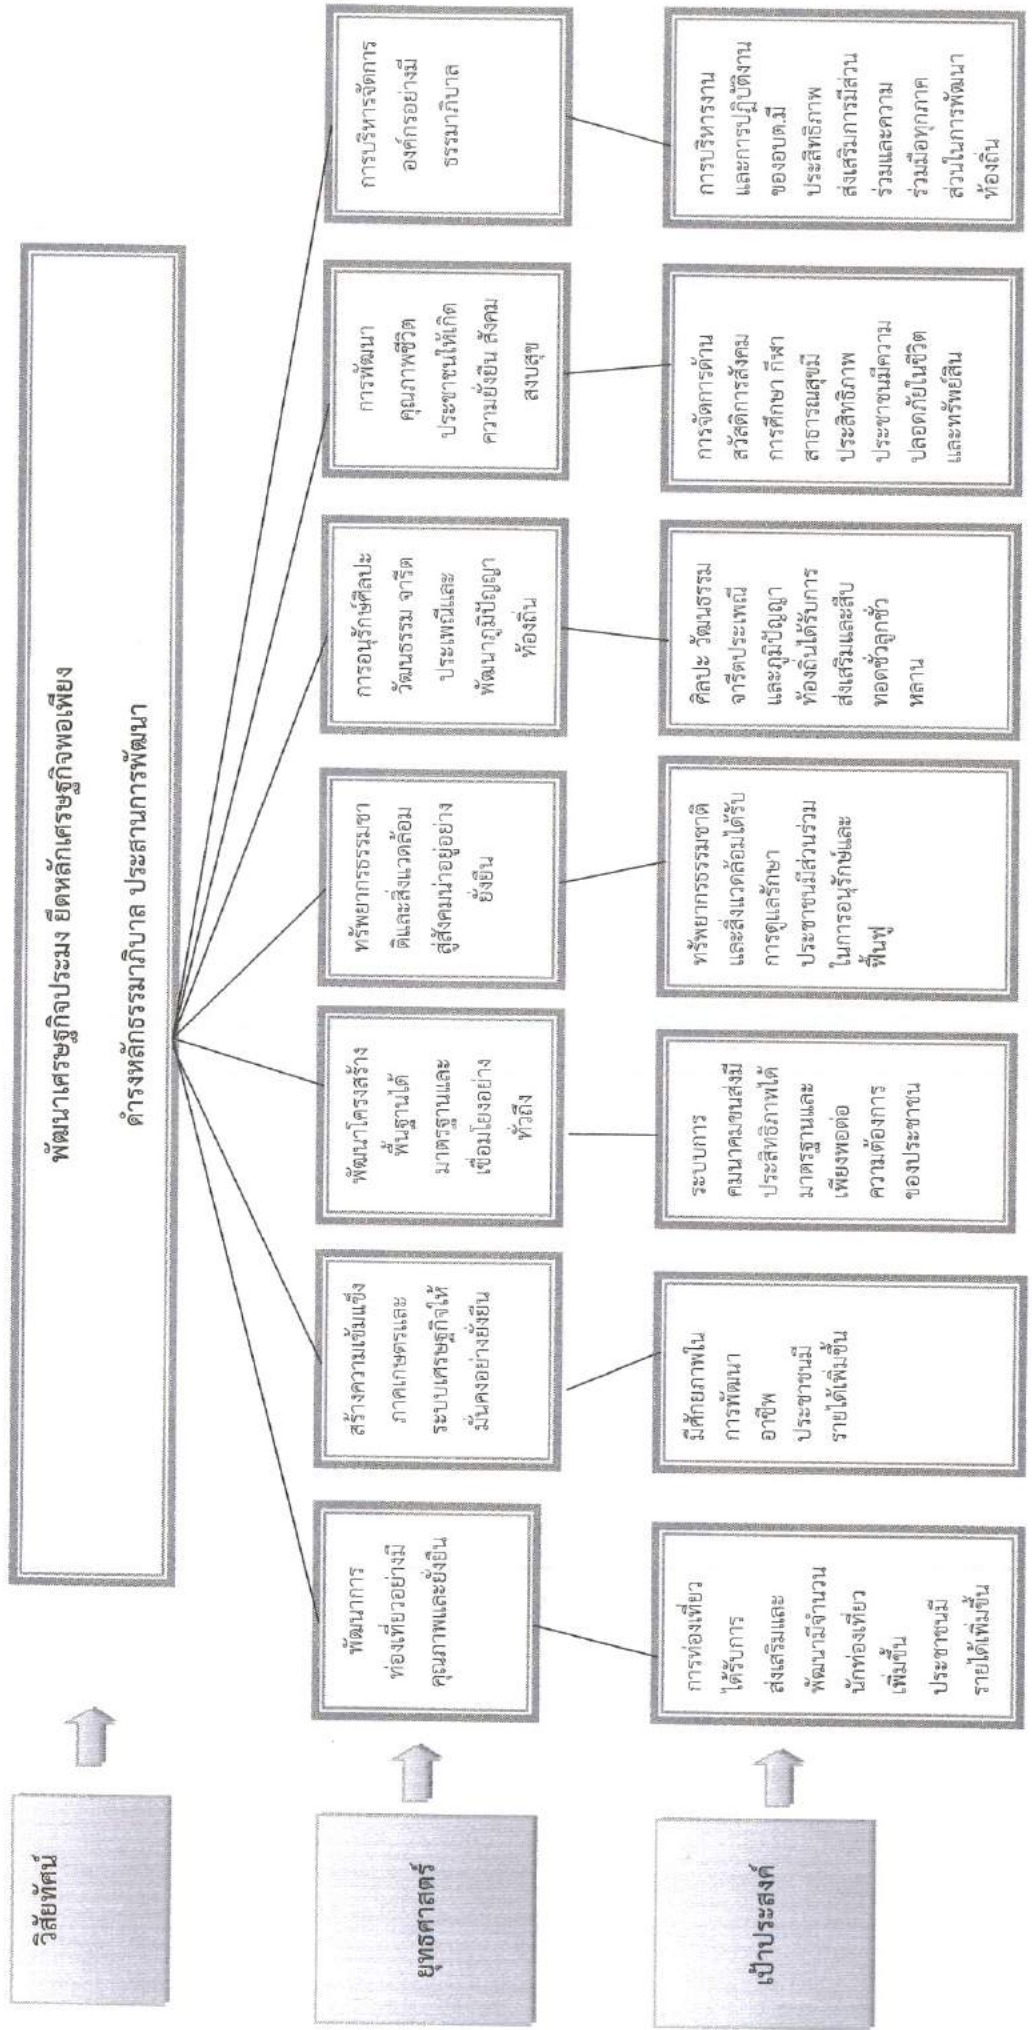 วิสัยทัศน์
พัฒนาเศรษฐกิจประมง ยึดหลักเศรษฐกิจพอเพียง
ดำรงหลักธรรมาภิบาล ประสานการพัฒนา
ยุทธศาสตร์
พัฒนาการ
ท่องเที่ยวอย่างมี
คุณภาพและยั่งยืน
สร้างความเข้มแข็ง
ภาคเกษตรและ
ระบบเศรษฐกิจให้
มั่นคงอย่างยั่งยืน
พัฒนาโครงสร้าง
พื้นฐานได้
มาตรฐานและ
เชื่อมโยงอย่าง
ทั่วถึง
ทรัพยากรธรรมชา
ติและสิ่งแวดล้อม
สู่สังคมน่าอยู่อย่าง
ยั่งยืน
การอนุรักษ์ศิลปะ
วัฒนธรรม จารีต
ประเพณีและ
พัฒนาภูมิปัญญา
ท้องถิ่น
การพัฒนา
คุณภาพชีวิต
ประชาชนให้เกิด
ความยั่งยืน สังคม
สงบสุข
การบริหารจัดการ
องค์กรอย่างมี
ธรรมาภิบาล
เป้าประสงค์
การท่องเที่ยว
ได้รับการ
ส่งเสริมและ
พัฒนามีจำนวน
นักท่องเที่ยว
เพิ่มขึ้น
ประชาชนมี
รายได้เพิ่มขึ้น
มีศักยภาพใน
การพัฒนา
อาชีพ
ประชาชนมี
รายได้เพิ่มขึ้น
ระบบการ
คมนาคมขนส่งมี
ประสิทธิภาพได้
มาตรฐานและ
เพียงพอต่อ
ความต้องการ
ของประชาชน
ทรัพยากรธรรมชาติ
และสิ่งแวดล้อมได้รับ
การดูแลรักษา
ประชาชนมีส่วนร่วม
ในการอนุรักษ์และ
ฟื้นฟู
ศิลปะ วัฒนธรรม
จารีตประเพณี
และภูมิปัญญา
ท้องถิ่นได้รับการ
ส่งเสริมและสืบ
ทอดชั่วลูกชั่ว
หลาน
การจัดการด้าน
สวัสดิการสังคม
การศึกษา กีฬา
สาธารณสุขมี
ประสิทธิภาพ
ประชาชนมีความ
ปลอดภัยในชีวิต
และทรัพย์สิน
การบริหารงาน
และการปฏิบัติงาน
ของอบต.มี
ประสิทธิภาพ
ส่งเสริมการมีส่วน
ร่วมและความ
ร่วมมือทุกภาค
ส่วนในการพัฒนา
ท้องถิ่น